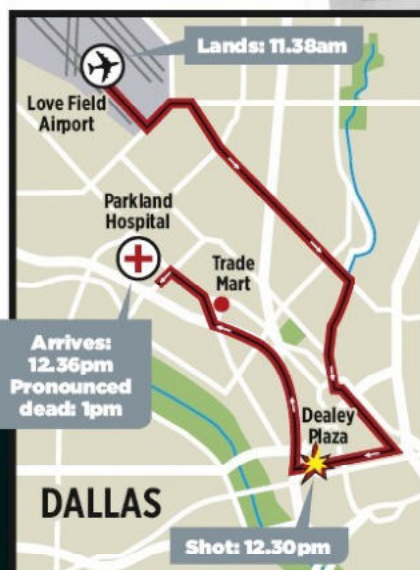 Lands: 11.38am
Love Field
Airport
Parkland
Hospital
Trade
Mart
Arrives:
12.36pm
Pronounced
dead: 1pm
Dealey
Plaza
DALLAS
Shot: 12.30pm